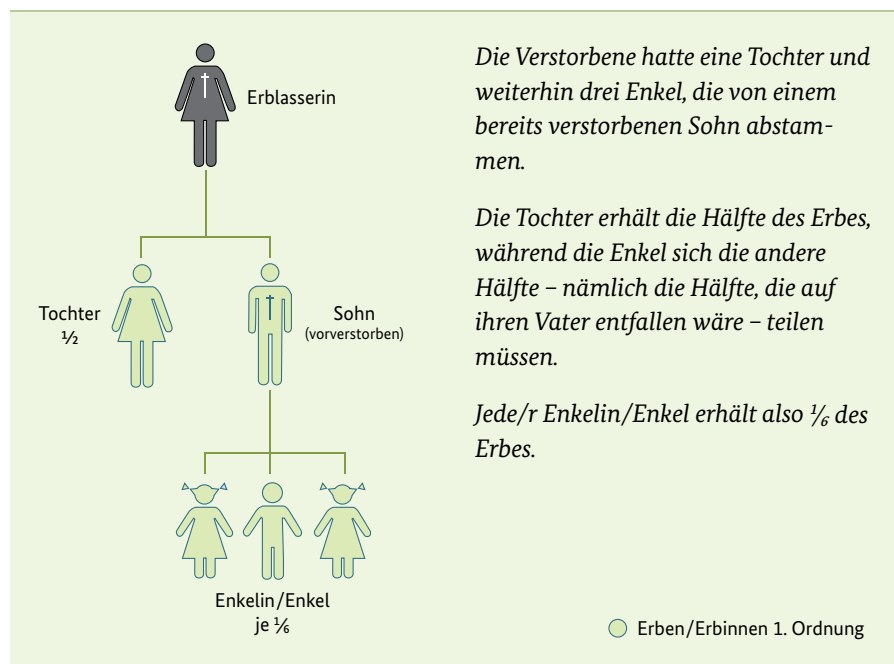 Erblasserin
Tochter
½
Sohn
(vorverstorben)
Enkelin/Enkel
je ⅙
Die Verstorbene hatte eine Tochter und
weiterhin drei Enkel, die von einem
bereits verstorbenen Sohn abstam-
men.
Die Tochter erhält die Hälfte des Erbes,
während die Enkel sich die andere
Hälfte – nämlich die Hälfte, die auf
ihren Vater entfallen wäre – teilen
müssen.
Jede/r Enkelin/Enkel erhält also ⅙ des
Erbes.
Erben/Erbinnen 1. Ordnung